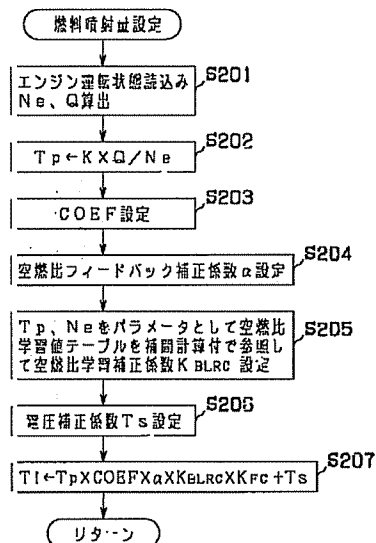 燃料噴射量設定
S201
エンジン運転状態読込み
Ne、Q算出
S202
Tp←K×Q/Ne
S203
COEF設定
S204
空燃比フィードバック補正係数α設定
S205
Tp、Neをパラメータとして空燃比
学習値テーブルを補間計算付で参照し
て空燃比学習補正係数KBLRC設定
S206
電圧補正係数Ts設定
S207
Ti←Tp×COEF×α×KBLRC×KFC+Ts
リターン